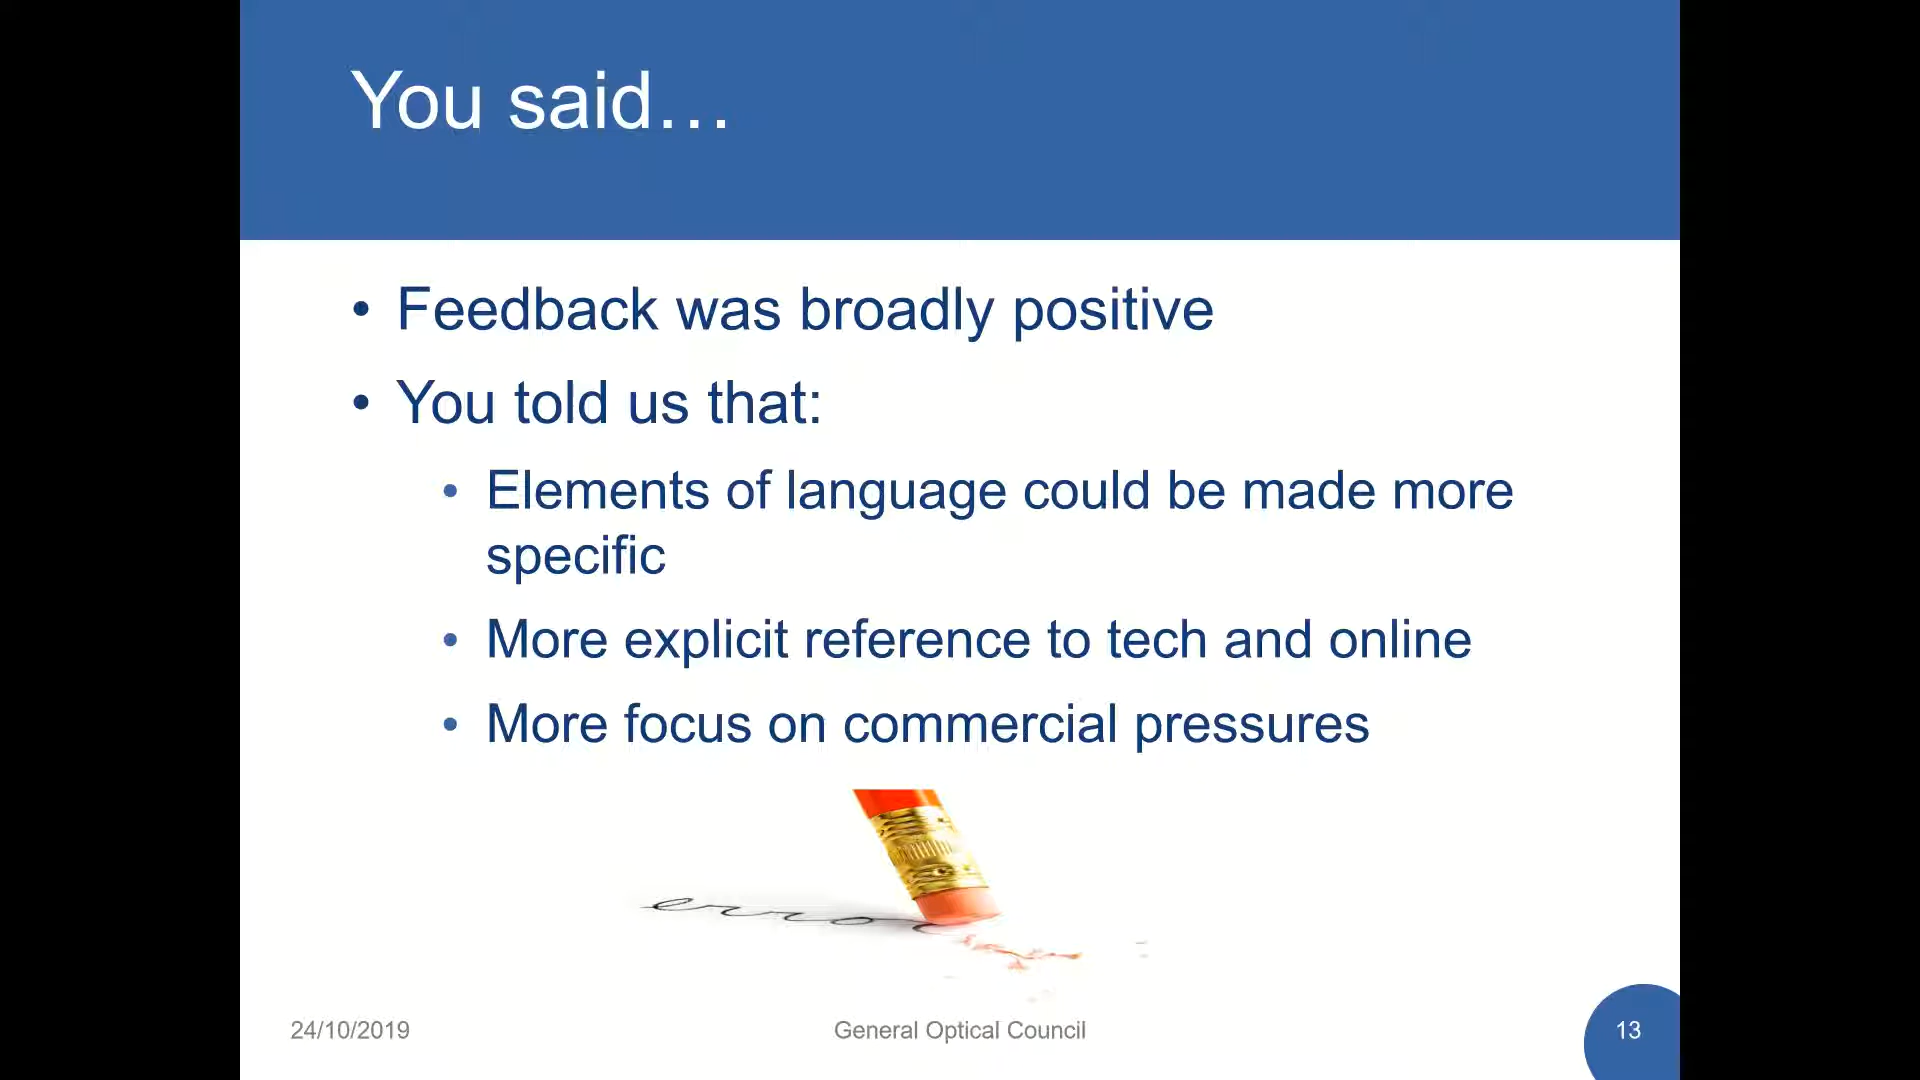 You said…
• Feedback was broadly positive
• You told us that:
• Elements of language could be made more
specific
• More explicit reference to tech and online
• More focus on commercial pressures
erro
24/10/2019
General Optical Council
13